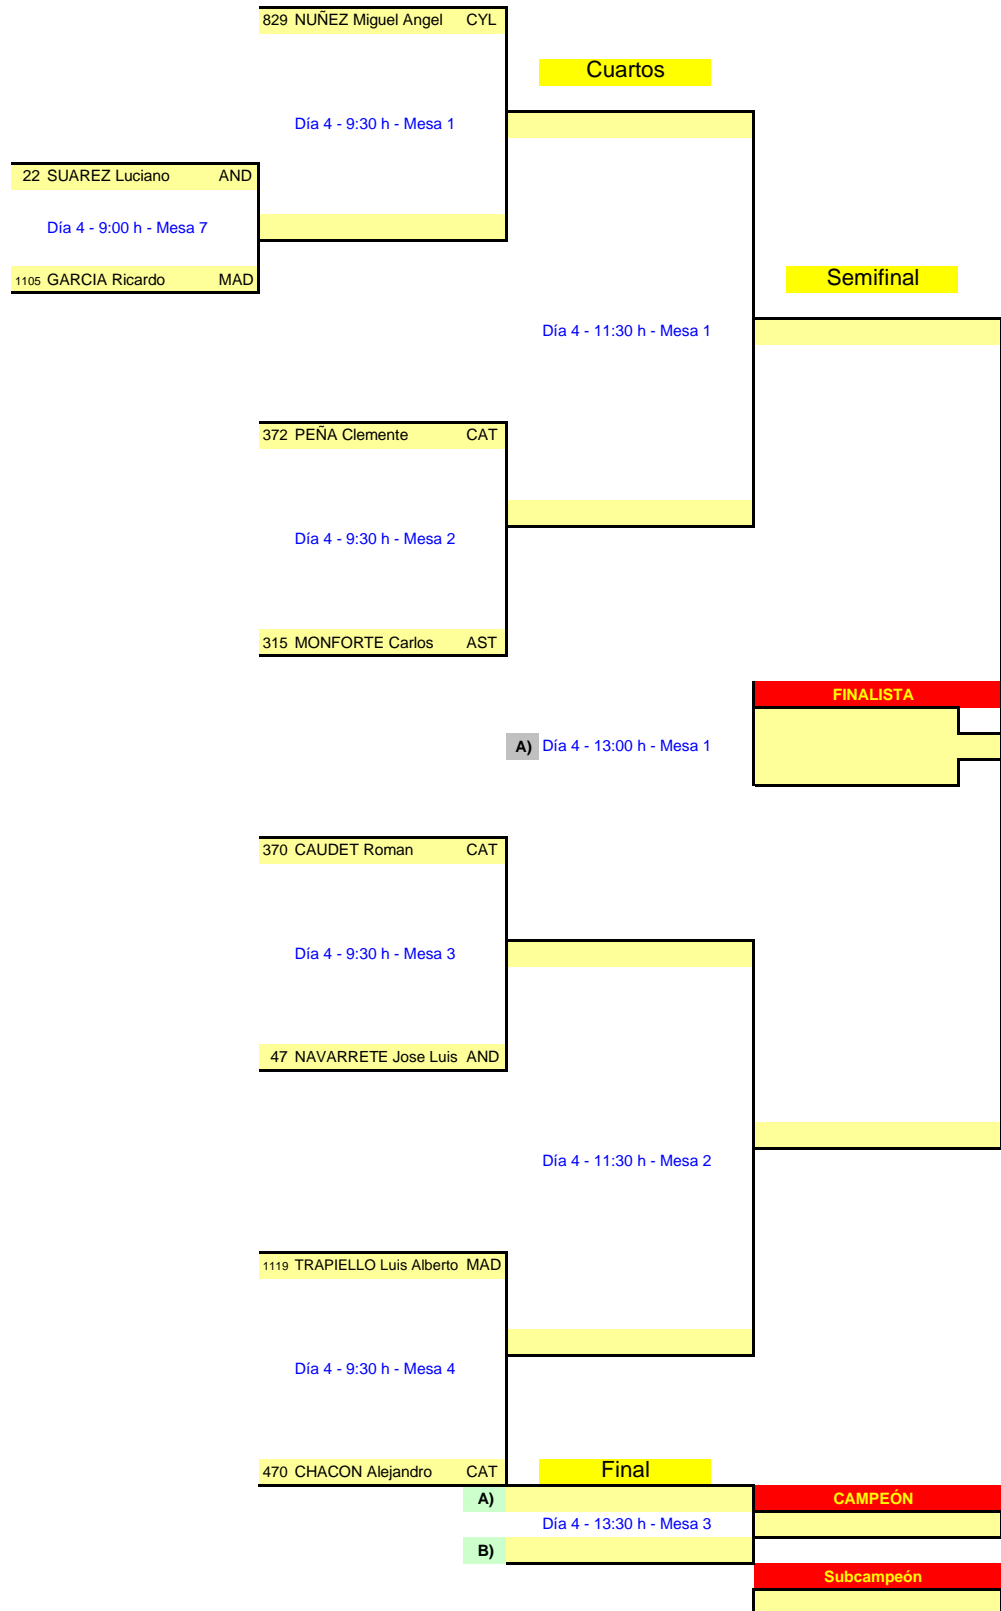 829 NUÑEZ Miguel Angel CYL
Cuartos
Día 4 - 9:30 h - Mesa 1
22 SUAREZ Luciano AND
Día 4 - 9:00 h - Mesa 7
1105 GARCIA Ricardo MAD
Semifinal
Día 4 - 11:30 h - Mesa 1
372 PEÑA Clemente CAT
Día 4 - 9:30 h - Mesa 2
315 MONFORTE Carlos AST
FINALISTA
A) Día 4 - 13:00 h - Mesa 1
370 CAUDET Roman CAT
Día 4 - 9:30 h - Mesa 3
47 NAVARRETE Jose Luis AND
Día 4 - 11:30 h - Mesa 2
1119 TRAPIELLO Luis Alberto MAD
Día 4 - 9:30 h - Mesa 4
470 CHACON Alejandro CAT
Final
A)
CAMPEÓN
Día 4 - 13:30 h - Mesa 3
B)
Subcampeón